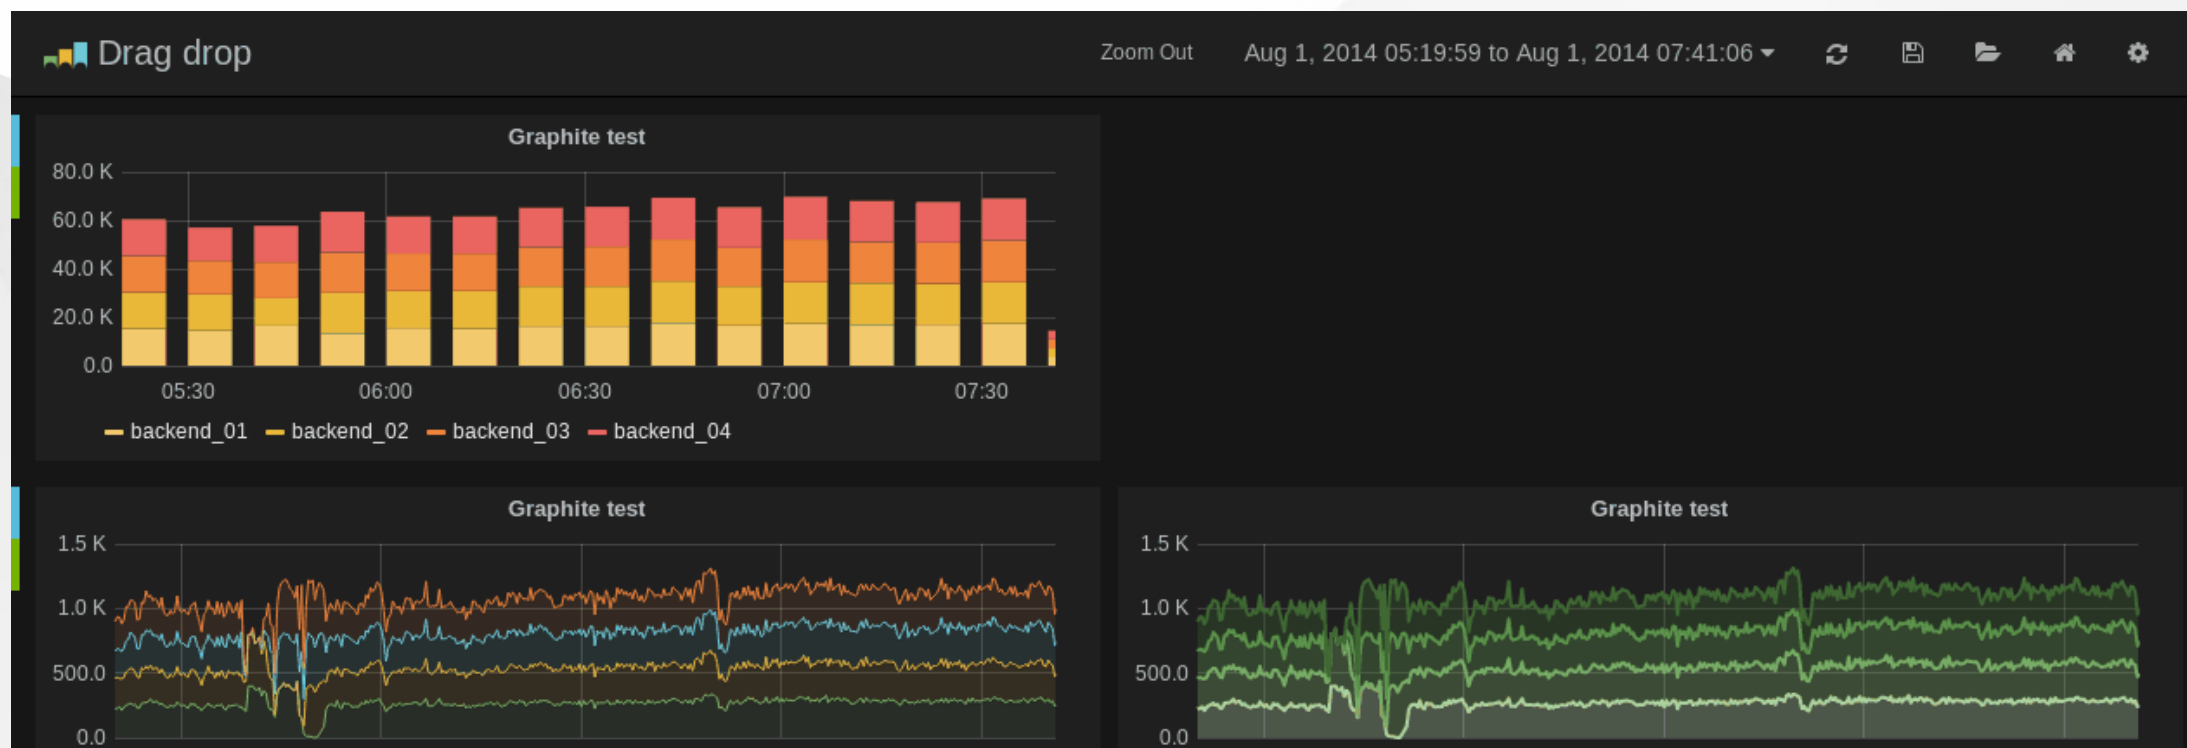 Drag drop
Zoom Out
Aug 1, 2014 05:19:59 to Aug 1, 2014 07:41:06
Graphite test
80.0 K
60.0 K
40.0 K
20.0 K
0.0
05:30 06:00 06:30 07:00 07:30
backend_01 backend_02 backend_03 backend_04
Graphite test
1.5 K
1.0 K
500.0
0.0
Graphite test
1.5 K
1.0 K
500.0
0.0